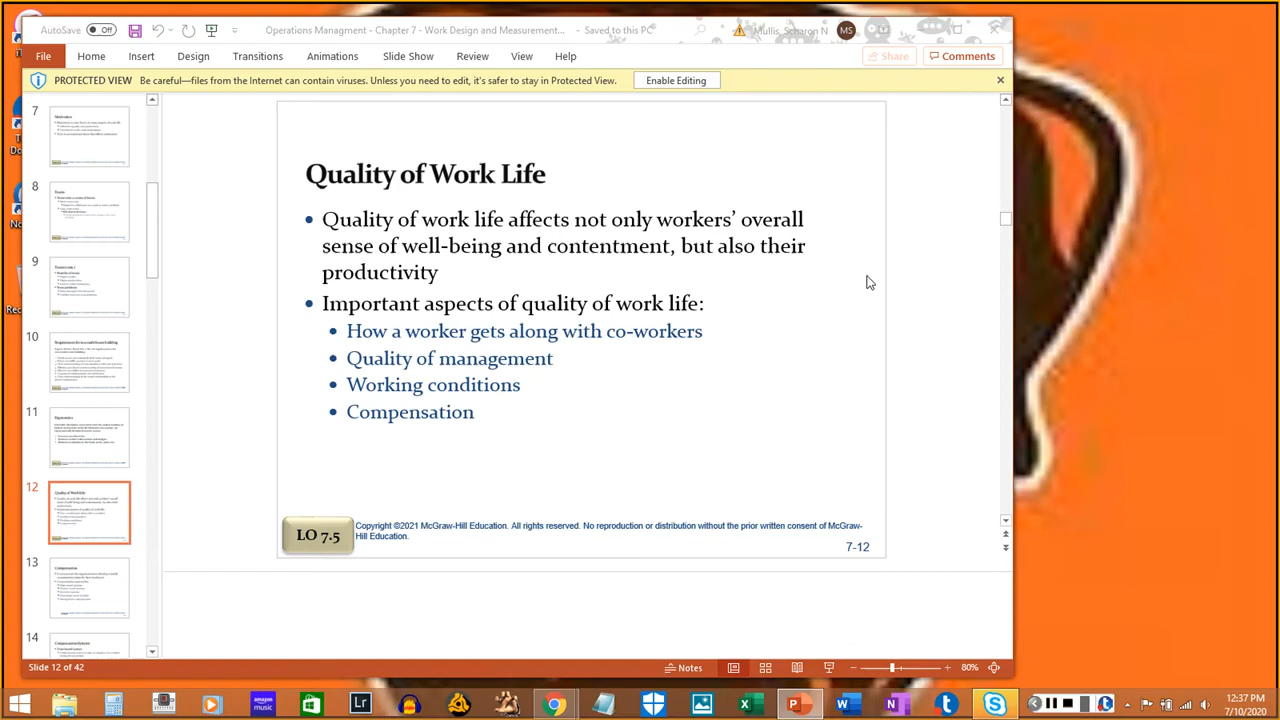 AutoSave Off
Operations Managment - Chapter 7 - Work Design and Measurement... - Saved to this PC
Mullis, Scharon N MS
File Home Insert Design Transitions Animations Slide Show Review View Help
Share Comments
PROTECTED VIEW Be careful—files from the Internet can contain viruses. Unless you need to edit, it's safer to stay in Protected View. Enable Editing
7
8
9
10
11
12
13
14
Quality of Work Life
• Quality of work life affects not only workers’ overall
sense of well-being and contentment, but also their
productivity
• Important aspects of quality of work life:
• How a worker gets along with co-workers
• Quality of managment
• Working conditions
• Compensation
LO 7.5
Copyright ©2021 McGraw-Hill Education. All rights reserved. No reproduction or distribution without the prior written consent of McGraw-
Hill Education.
7-12
Slide 12 of 42
Notes
80%
amazon
music
Lr
12:37 PM
7/10/2020